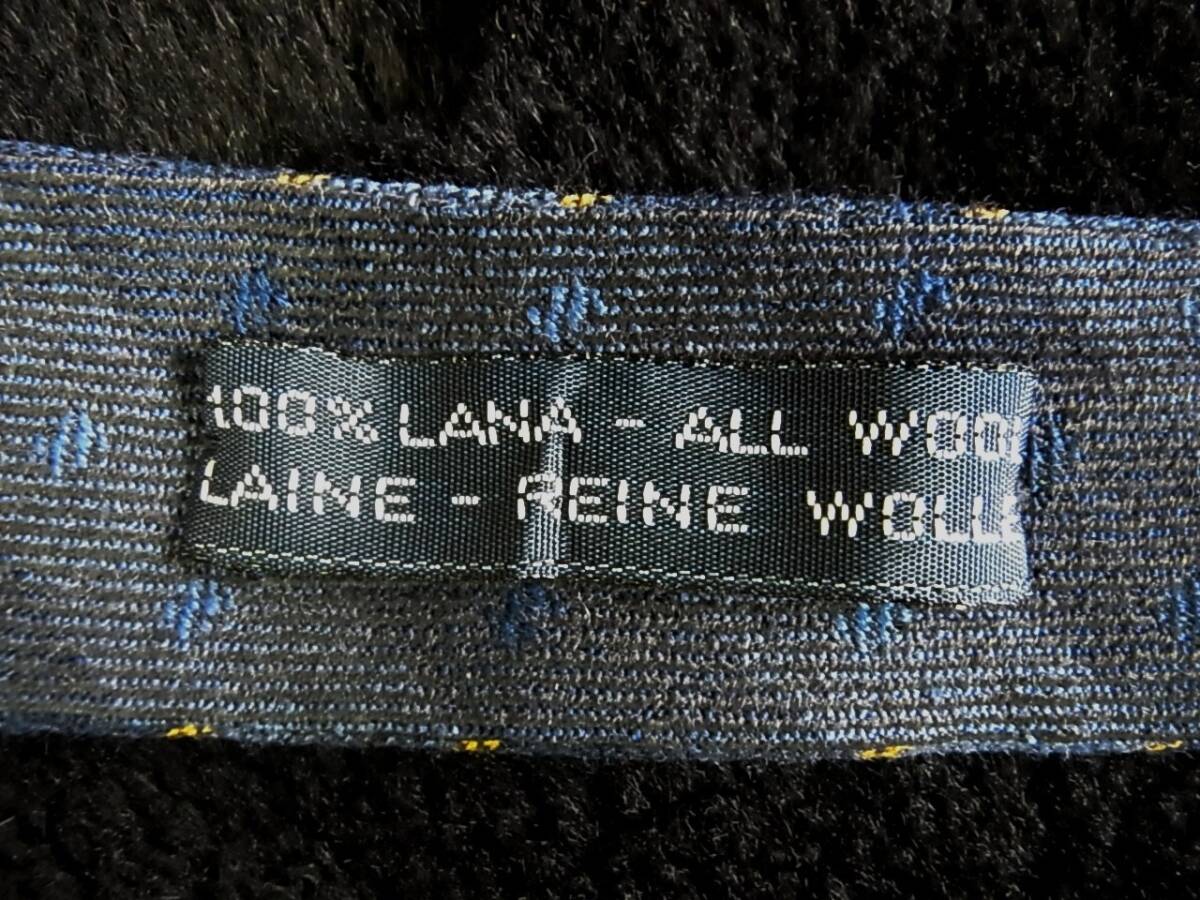 100% LANA - ALL WOOL
LAINE - REINE WOLLE